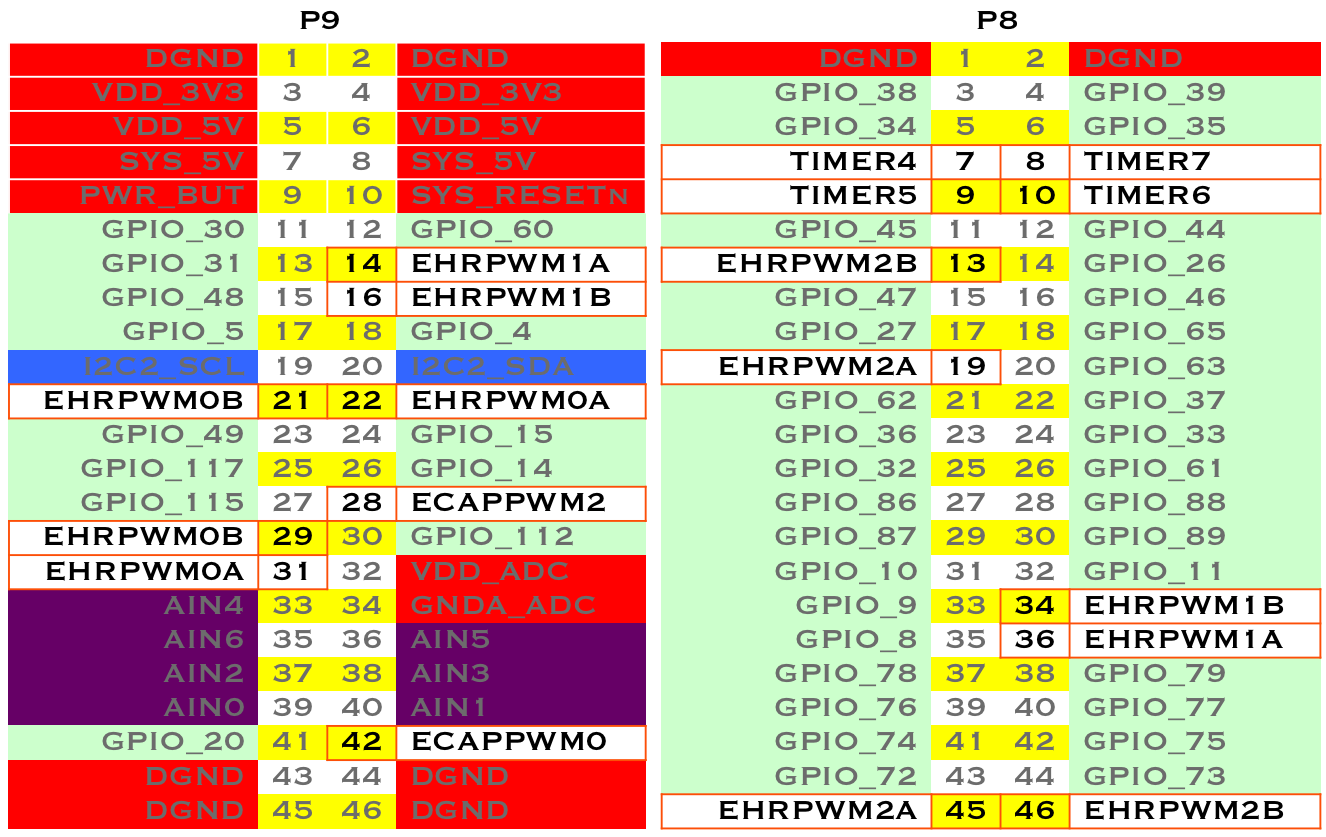 P9 P8
DGND 1 2 DGND DGND 1 2 DGND
VDD_3V3 3 4 VDD_3V3 GPIO_38 3 4 GPIO_39
VDD_5V 5 6 VDD_5V GPIO_34 5 6 GPIO_35
SYS_5V 7 8 SYS_5V TIMER4 7 8 TIMER7
PWR_BUT 9 10 SYS_RESETN TIMER5 9 10 TIMER6
GPIO_30 11 12 GPIO_60 GPIO_45 11 12 GPIO_44
GPIO_31 13 14 EHRPWM1A EHRPWM2B 13 14 GPIO_26
GPIO_48 15 16 EHRPWM1B GPIO_47 15 16 GPIO_46
GPIO_5 17 18 GPIO_4 GPIO_27 17 18 GPIO_65
I2C2_SCL 19 20 I2C2_SDA EHRPWM2A 19 20 GPIO_63
EHRPWM0B 21 22 EHRPWM0A GPIO_62 21 22 GPIO_37
GPIO_49 23 24 GPIO_15 GPIO_36 23 24 GPIO_33
GPIO_117 25 26 GPIO_14 GPIO_32 25 26 GPIO_61
GPIO_115 27 28 ECAPPWM2 GPIO_86 27 28 GPIO_88
EHRPWM0B 29 30 GPIO_112 GPIO_87 29 30 GPIO_89
EHRPWM0A 31 32 VDD_ADC GPIO_10 31 32 GPIO_11
AIN4 33 34 GNDA_ADC GPIO_9 33 34 EHRPWM1B
AIN6 35 36 AIN5 GPIO_8 35 36 EHRPWM1A
AIN2 37 38 AIN3 GPIO_78 37 38 GPIO_79
AIN0 39 40 AIN1 GPIO_76 39 40 GPIO_77
GPIO_20 41 42 ECAPPWM0 GPIO_74 41 42 GPIO_75
DGND 43 44 DGND GPIO_72 43 44 GPIO_73
DGND 45 46 DGND EHRPWM2A 45 46 EHRPWM2B